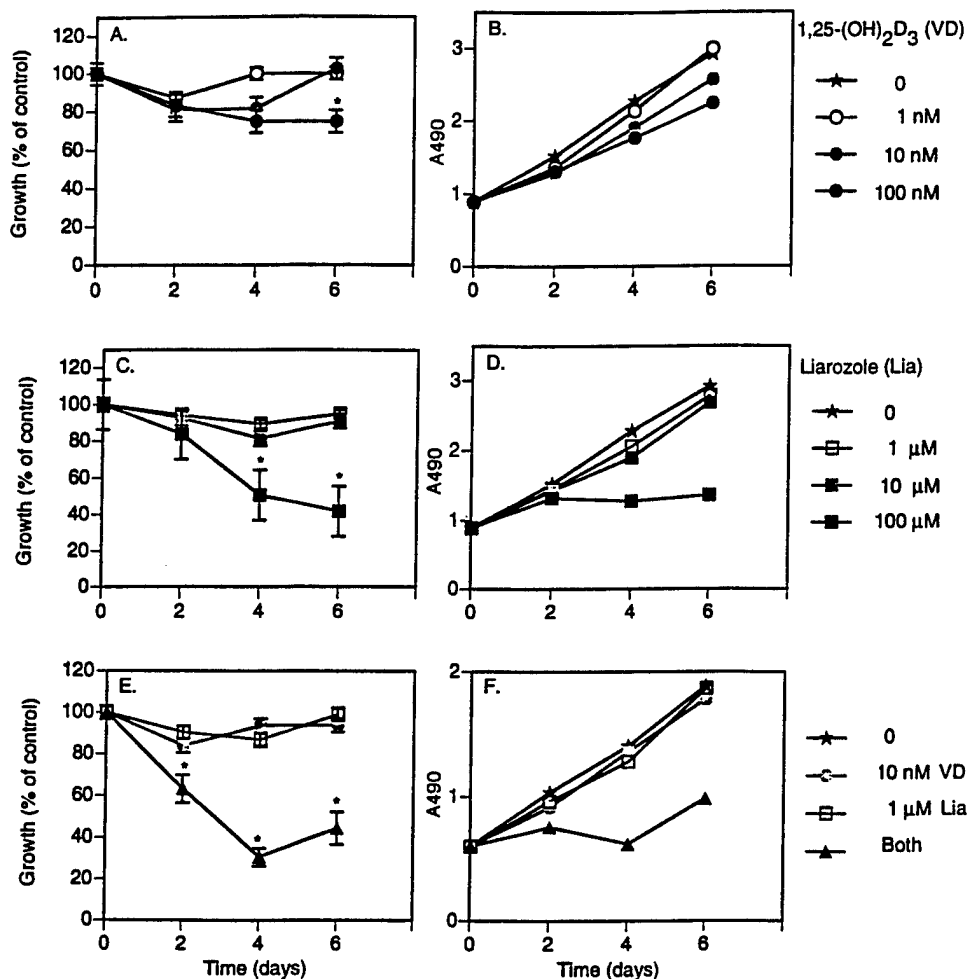 A.
120
100
80
60
40
20
0
Growth (% of control)
0 2 4 6
*
B.
3
2
1
0
A490
0 2 4 6
1,25-(OH)2D3 (VD)
0
1 nM
10 nM
100 nM
C.
120
100
80
60
40
20
0
Growth (% of control)
0 2 4 6
* *
D.
3
2
1
0
A490
0 2 4 6
Liarozole (Lia)
0
1 µM
10 µM
100 µM
E.
120
100
80
60
40
20
0
Growth (% of control)
0 2 4 6
Time (days)
* * *
F.
2
1
0
A490
0 2 4 6
Time (days)
0
10 nM VD
1 µM Lia
Both